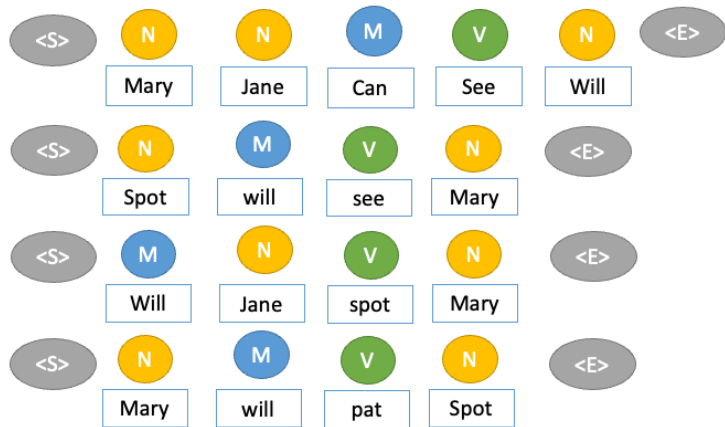 <S> N N M V N <E>
Mary Jane Can See Will
<S> N M V N <E>
Spot will see Mary
<S> M N V N <E>
Will Jane spot Mary
<S> N M V N <E>
Mary will pat Spot